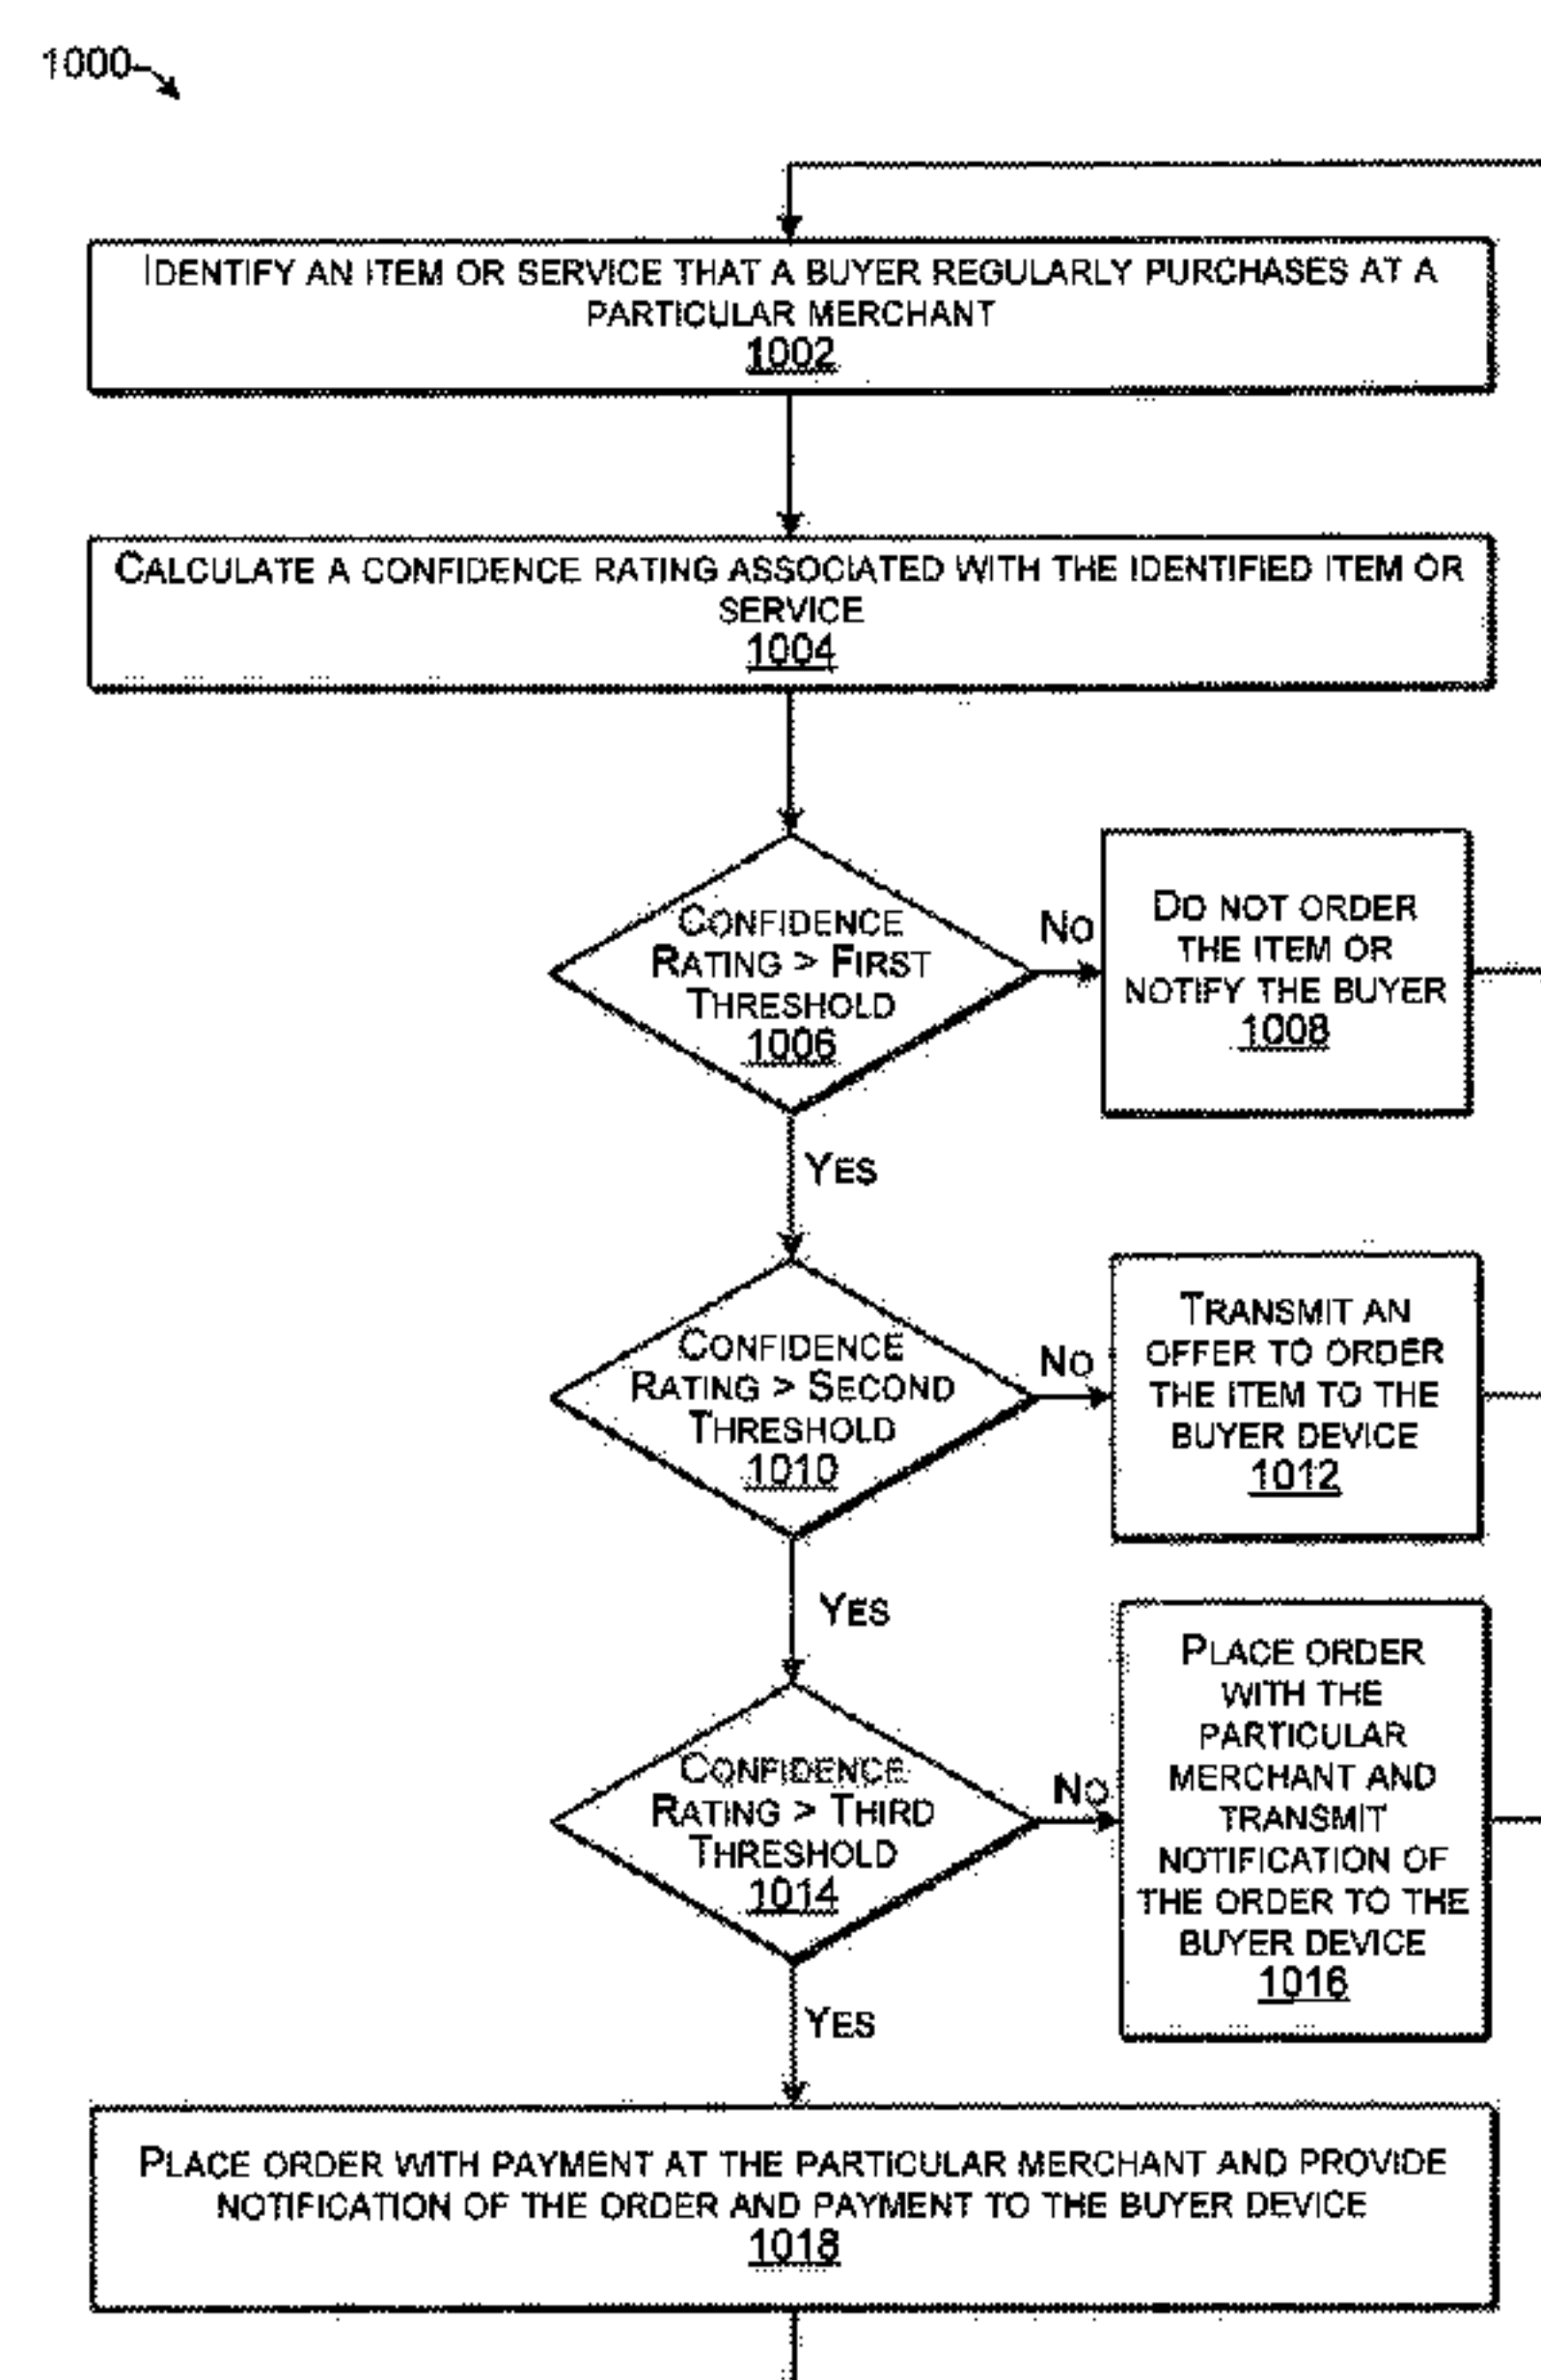 1000
IDENTIFY AN ITEM OR SERVICE THAT A BUYER REGULARLY PURCHASES AT A
PARTICULAR MERCHANT
1002
CALCULATE A CONFIDENCE RATING ASSOCIATED WITH THE IDENTIFIED ITEM OR
SERVICE
1004
CONFIDENCE
RATING > FIRST
THRESHOLD
1006
NO
DO NOT ORDER
THE ITEM OR
NOTIFY THE BUYER
1008
YES
CONFIDENCE
RATING > SECOND
THRESHOLD
1010
NO
TRANSMIT AN
OFFER TO ORDER
THE ITEM TO THE
BUYER DEVICE
1012
YES
CONFIDENCE
RATING > THIRD
THRESHOLD
1014
NO
PLACE ORDER
WITH THE
PARTICULAR
MERCHANT AND
TRANSMIT
NOTIFICATION OF
THE ORDER TO THE
BUYER DEVICE
1016
YES
PLACE ORDER WITH PAYMENT AT THE PARTICULAR MERCHANT AND PROVIDE
NOTIFICATION OF THE ORDER AND PAYMENT TO THE BUYER DEVICE
1018